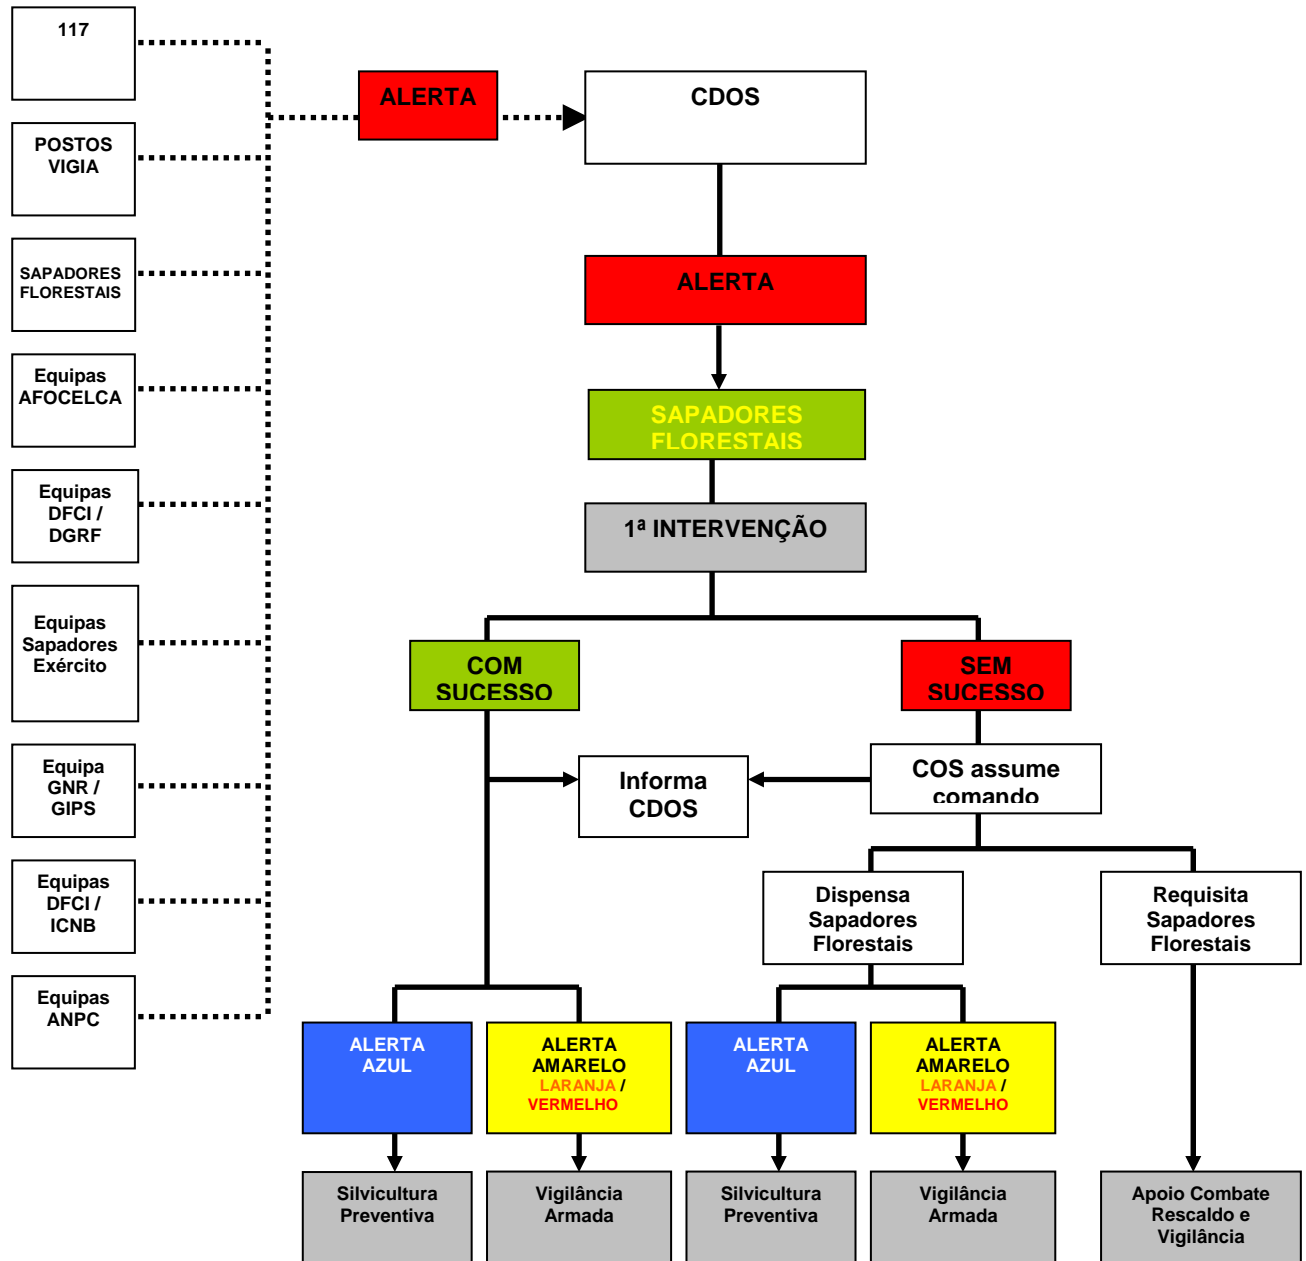 117
POSTOS
VIGIA
SAPADORES
FLORESTAIS
Equipas
AFOCELCA
Equipas
DFCI /
DGRF
Equipas
Sapadores
Exército
Equipa
GNR /
GIPS
Equipas
DFCI /
ICNB
Equipas
ANPC
ALERTA
CDOS
ALERTA
SAPADORES
FLORESTAIS
1ª INTERVENÇÃO
COM
SUCESSO
SEM
SUCESSO
Informa
CDOS
COS assume
comando
Dispensa
Sapadores
Florestais
Requisita
Sapadores
Florestais
ALERTA
AZUL
ALERTA
AMARELO
LARANJA /
VERMELHO
ALERTA
AZUL
ALERTA
AMARELO
LARANJA /
VERMELHO
Silvicultura
Preventiva
Vigilância
Armada
Silvicultura
Preventiva
Vigilância
Armada
Apoio Combate
Rescaldo e
Vigilância